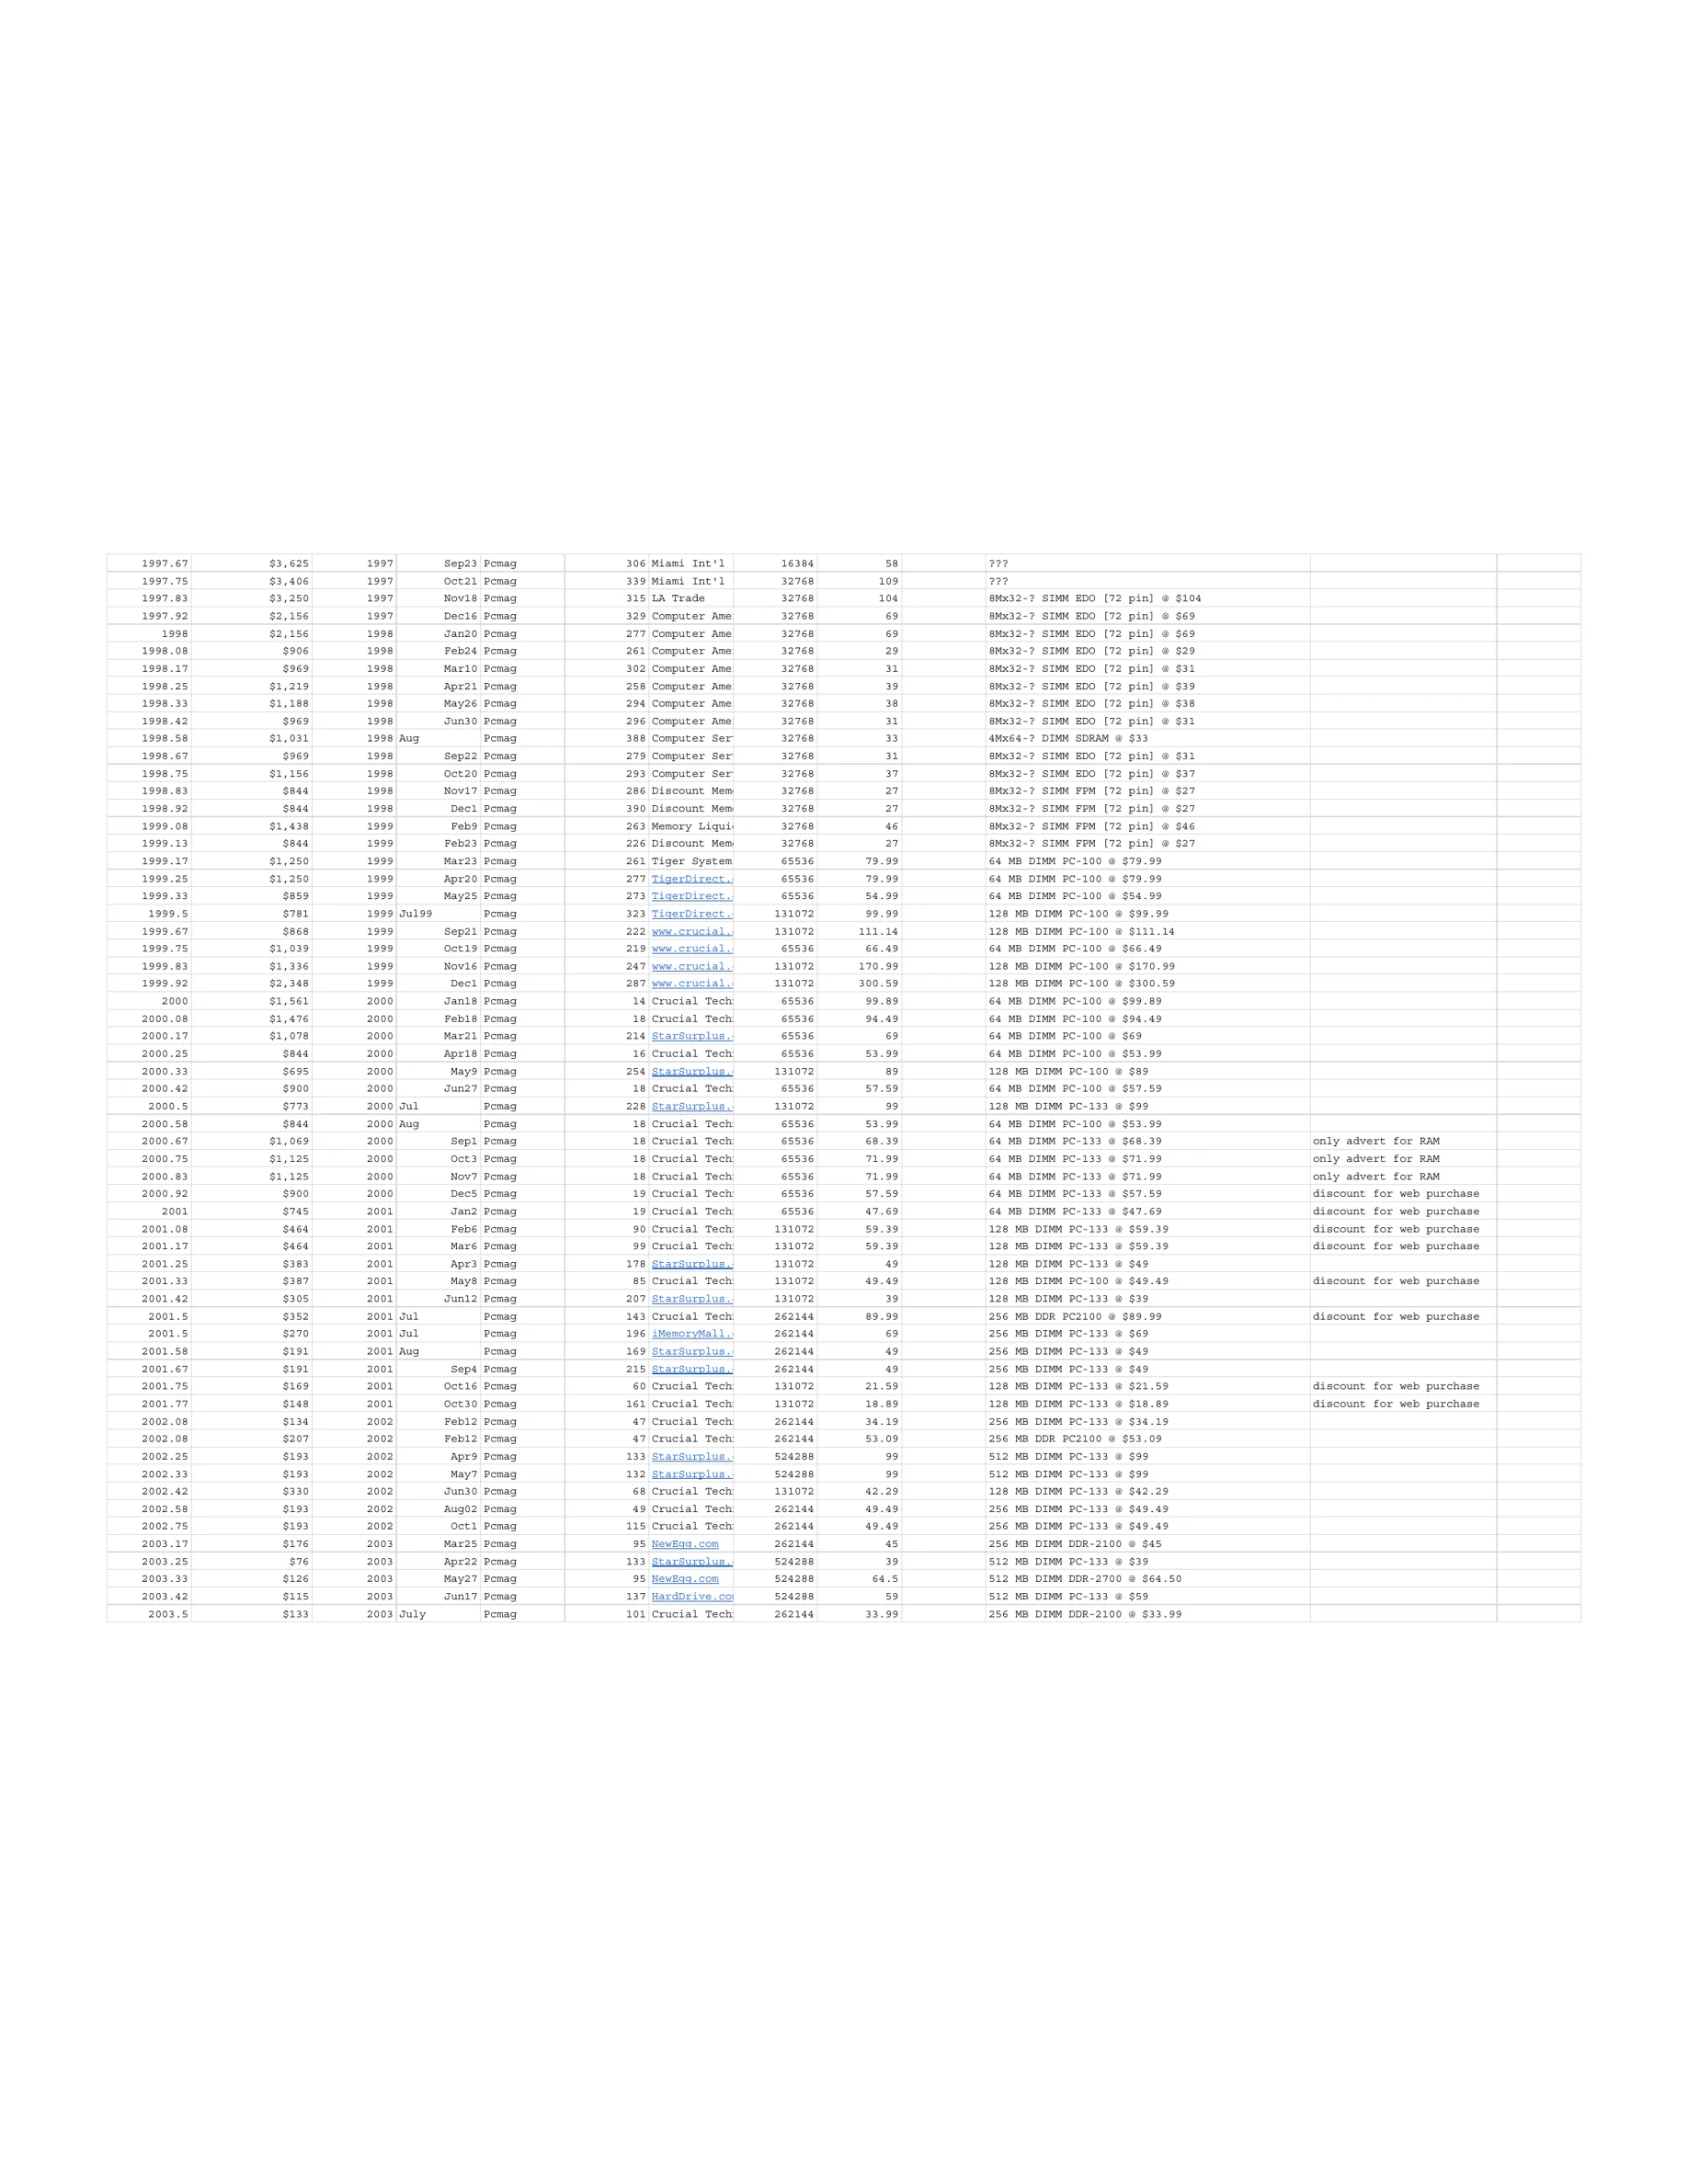 1997.67 $3,625 1997 Sep23 Pcmag 306 Miami Int'l 16384 58 ???
1997.75 $3,406 1997 Oct21 Pcmag 339 Miami Int'l 32768 109 ???
1997.83 $3,250 1997 Nov18 Pcmag 315 LA Trade 32768 104 8Mx32-? SIMM EDO [72 pin] @ $104
1997.92 $2,156 1997 Dec16 Pcmag 329 Computer Ame 32768 69 8Mx32-? SIMM EDO [72 pin] @ $69
1998 $2,156 1998 Jan20 Pcmag 277 Computer Ame 32768 69 8Mx32-? SIMM EDO [72 pin] @ $69
1998.08 $906 1998 Feb24 Pcmag 261 Computer Ame 32768 29 8Mx32-? SIMM EDO [72 pin] @ $29
1998.17 $969 1998 Mar10 Pcmag 302 Computer Ame 32768 31 8Mx32-? SIMM EDO [72 pin] @ $31
1998.25 $1,219 1998 Apr21 Pcmag 258 Computer Ame 32768 39 8Mx32-? SIMM EDO [72 pin] @ $39
1998.33 $1,188 1998 May26 Pcmag 294 Computer Ame 32768 38 8Mx32-? SIMM EDO [72 pin] @ $38
1998.42 $969 1998 Jun30 Pcmag 296 Computer Ame 32768 31 8Mx32-? SIMM EDO [72 pin] @ $31
1998.58 $1,031 1998 Aug Pcmag 388 Computer Ser 32768 33 4Mx64-? DIMM SDRAM @ $33
1998.67 $969 1998 Sep22 Pcmag 279 Computer Ser 32768 31 8Mx32-? SIMM EDO [72 pin] @ $31
1998.75 $1,156 1998 Oct20 Pcmag 293 Computer Ser 32768 37 8Mx32-? SIMM EDO [72 pin] @ $37
1998.83 $844 1998 Nov17 Pcmag 286 Discount Mem 32768 27 8Mx32-? SIMM FPM [72 pin] @ $27
1998.92 $844 1998 Dec1 Pcmag 390 Discount Mem 32768 27 8Mx32-? SIMM FPM [72 pin] @ $27
1999.08 $1,438 1999 Feb9 Pcmag 263 Memory Liqui 32768 46 8Mx32-? SIMM FPM [72 pin] @ $46
1999.13 $844 1999 Feb23 Pcmag 226 Discount Mem 32768 27 8Mx32-? SIMM FPM [72 pin] @ $27
1999.17 $1,250 1999 Mar23 Pcmag 261 Tiger System 65536 79.99 64 MB DIMM PC-100 @ $79.99
1999.25 $1,250 1999 Apr20 Pcmag 277 TigerDirect. 65536 79.99 64 MB DIMM PC-100 @ $79.99
1999.33 $859 1999 May25 Pcmag 273 TigerDirect. 65536 54.99 64 MB DIMM PC-100 @ $54.99
1999.5 $781 1999 Jul99 Pcmag 323 TigerDirect. 131072 99.99 128 MB DIMM PC-100 @ $99.99
1999.67 $868 1999 Sep21 Pcmag 222 www.crucial. 131072 111.14 128 MB DIMM PC-100 @ $111.14
1999.75 $1,039 1999 Oct19 Pcmag 219 www.crucial. 65536 66.49 64 MB DIMM PC-100 @ $66.49
1999.83 $1,336 1999 Nov16 Pcmag 247 www.crucial. 131072 170.99 128 MB DIMM PC-100 @ $170.99
1999.92 $2,348 1999 Dec1 Pcmag 287 www.crucial. 131072 300.59 128 MB DIMM PC-100 @ $300.59
2000 $1,561 2000 Jan18 Pcmag 14 Crucial Tech 65536 99.89 64 MB DIMM PC-100 @ $99.89
2000.08 $1,476 2000 Feb18 Pcmag 18 Crucial Tech 65536 94.49 64 MB DIMM PC-100 @ $94.49
2000.17 $1,078 2000 Mar21 Pcmag 214 StarSurplus. 65536 69 64 MB DIMM PC-100 @ $69
2000.25 $844 2000 Apr18 Pcmag 16 Crucial Tech 65536 53.99 64 MB DIMM PC-100 @ $53.99
2000.33 $695 2000 May9 Pcmag 254 StarSurplus. 131072 89 128 MB DIMM PC-100 @ $89
2000.42 $900 2000 Jun27 Pcmag 18 Crucial Tech 65536 57.59 64 MB DIMM PC-100 @ $57.59
2000.5 $773 2000 Jul Pcmag 228 StarSurplus. 131072 99 128 MB DIMM PC-133 @ $99
2000.58 $844 2000 Aug Pcmag 18 Crucial Tech 65536 53.99 64 MB DIMM PC-100 @ $53.99
2000.67 $1,069 2000 Sep1 Pcmag 18 Crucial Tech 65536 68.39 64 MB DIMM PC-133 @ $68.39 only advert for RAM
2000.75 $1,125 2000 Oct3 Pcmag 18 Crucial Tech 65536 71.99 64 MB DIMM PC-133 @ $71.99 only advert for RAM
2000.83 $1,125 2000 Nov7 Pcmag 18 Crucial Tech 65536 71.99 64 MB DIMM PC-133 @ $71.99 only advert for RAM
2000.92 $900 2000 Dec5 Pcmag 19 Crucial Tech 65536 57.59 64 MB DIMM PC-133 @ $57.59 discount for web purchase
2001 $745 2001 Jan2 Pcmag 19 Crucial Tech 65536 47.69 64 MB DIMM PC-133 @ $47.69 discount for web purchase
2001.08 $464 2001 Feb6 Pcmag 90 Crucial Tech 131072 59.39 128 MB DIMM PC-133 @ $59.39 discount for web purchase
2001.17 $464 2001 Mar6 Pcmag 99 Crucial Tech 131072 59.39 128 MB DIMM PC-133 @ $59.39 discount for web purchase
2001.25 $383 2001 Apr3 Pcmag 178 StarSurplus. 131072 49 128 MB DIMM PC-133 @ $49
2001.33 $387 2001 May8 Pcmag 85 Crucial Tech 131072 49.49 128 MB DIMM PC-100 @ $49.49 discount for web purchase
2001.42 $305 2001 Jun12 Pcmag 207 StarSurplus. 131072 39 128 MB DIMM PC-133 @ $39
2001.5 $352 2001 Jul Pcmag 143 Crucial Tech 262144 89.99 256 MB DDR PC2100 @ $89.99 discount for web purchase
2001.5 $270 2001 Jul Pcmag 196 iMemoryMall. 262144 69 256 MB DIMM PC-133 @ $69
2001.58 $191 2001 Aug Pcmag 169 StarSurplus. 262144 49 256 MB DIMM PC-133 @ $49
2001.67 $191 2001 Sep4 Pcmag 215 StarSurplus. 262144 49 256 MB DIMM PC-133 @ $49
2001.75 $169 2001 Oct16 Pcmag 60 Crucial Tech 131072 21.59 128 MB DIMM PC-133 @ $21.59 discount for web purchase
2001.77 $148 2001 Oct30 Pcmag 161 Crucial Tech 131072 18.89 128 MB DIMM PC-133 @ $18.89 discount for web purchase
2002.08 $134 2002 Feb12 Pcmag 47 Crucial Tech 262144 34.19 256 MB DIMM PC-133 @ $34.19
2002.08 $207 2002 Feb12 Pcmag 47 Crucial Tech 262144 53.09 256 MB DDR PC2100 @ $53.09
2002.25 $193 2002 Apr9 Pcmag 133 StarSurplus. 524288 99 512 MB DIMM PC-133 @ $99
2002.33 $193 2002 May7 Pcmag 132 StarSurplus. 524288 99 512 MB DIMM PC-133 @ $99
2002.42 $330 2002 Jun30 Pcmag 68 Crucial Tech 131072 42.29 128 MB DIMM PC-133 @ $42.29
2002.58 $193 2002 Aug02 Pcmag 49 Crucial Tech 262144 49.49 256 MB DIMM PC-133 @ $49.49
2002.75 $193 2002 Oct1 Pcmag 115 Crucial Tech 262144 49.49 256 MB DIMM PC-133 @ $49.49
2003.17 $176 2003 Mar25 Pcmag 95 NewEgg.com 262144 45 256 MB DIMM DDR-2100 @ $45
2003.25 $76 2003 Apr22 Pcmag 133 StarSurplus. 524288 39 512 MB DIMM PC-133 @ $39
2003.33 $126 2003 May27 Pcmag 95 NewEgg.com 524288 64.5 512 MB DIMM DDR-2700 @ $64.50
2003.42 $115 2003 Jun17 Pcmag 137 HardDrive.co 524288 59 512 MB DIMM PC-133 @ $59
2003.5 $133 2003 July Pcmag 101 Crucial Tech 262144 33.99 256 MB DIMM DDR-2100 @ $33.99